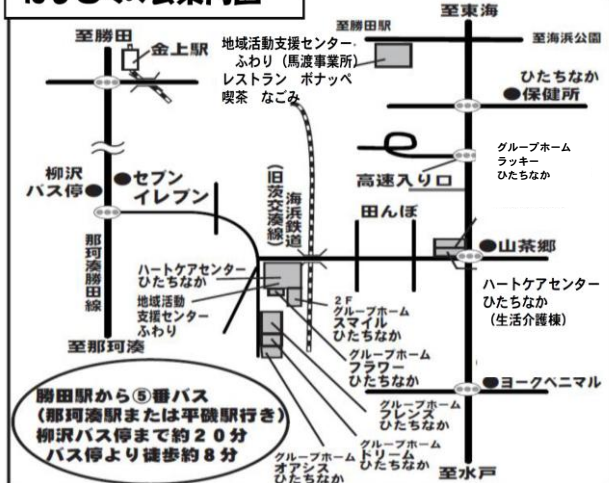 至東海
至勝田駅
至海浜公園
至勝田
金上駅
地域活動支援センター
ふわり（馬渡事業所）
レストラン ボナッペ
喫茶 なごみ
ひたちなか
●保健所
グループホーム
ラッキー
ひたちなか
高速入り口
柳沢
バス停●
●セブン
イレブン
(旧茨交湊線)
海浜鉄道
田んぼ
那珂湊勝田線
●山茶郷
ハートケアセンター
ひたちなか
地域活動
支援センター
ふわり
ハートケアセンター
ひたちなか
（生活介護棟）
2F
グループホーム
スマイル
ひたちなか
至那珂湊
グループホーム
フラワー
ひたちなか
●ヨークベニマル
勝田駅から⑤番バス
(那珂湊駅または平磯駅行き)
柳沢バス停まで約20分
バス停より徒歩約8分
グループホーム
フレンズ
ひたちなか
グループホーム
ドリーム
ひたちなか
グループホーム
オアシス
ひたちなか
至水戸